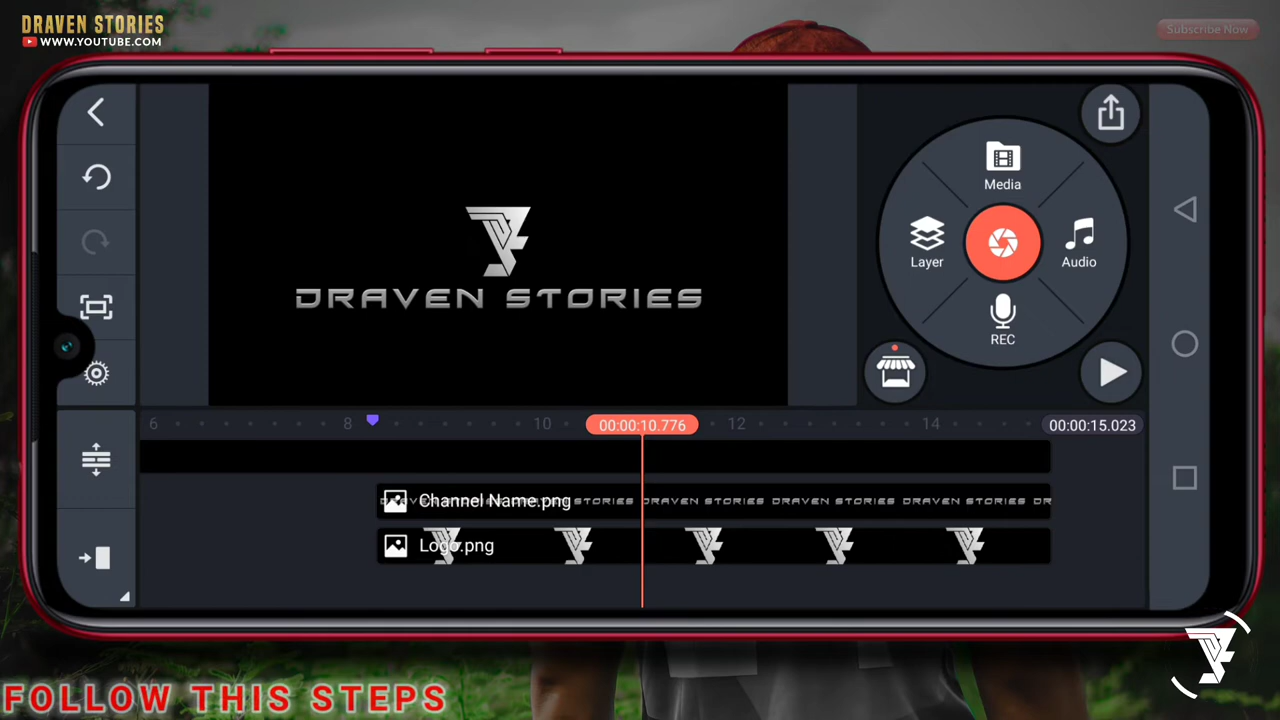 DRAVEN STORIES
WWW.YOUTUBE.COM
Subscribe Now
Media
Layer
Audio
REC
DRAVEN STORIES
6
8
10
00:00:10.776
12
14
00:00:15.023
Channel Name.png
STORIES DRAVEN STORIES DRAVEN STORIES DRAVEN STORIES DR
Logo.png
FOLLOW THIS STEPS